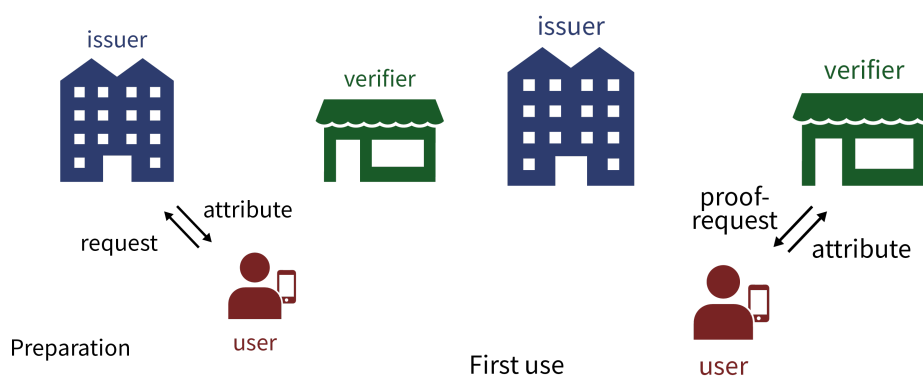 issuer
verifier
attribute
request
user
Preparation
issuer
verifier
proof-
request
attribute
user
First use